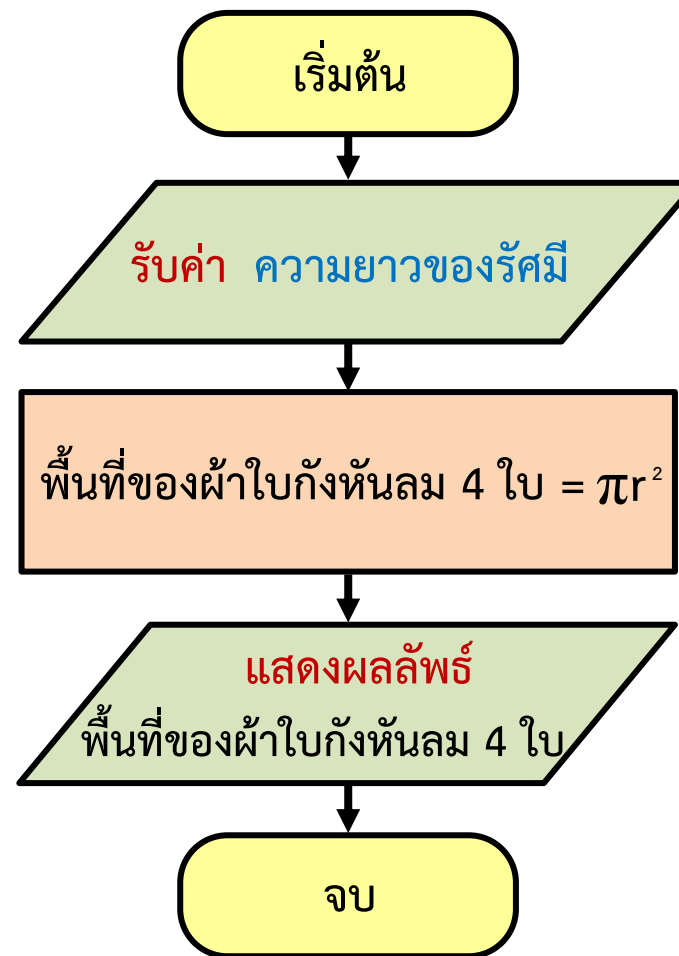 เริ่มต้น
รับค่า ความยาวของรัศมี
พื้นที่ของผ้าใบกังหันลม 4 ใบ = πr²
แสดงผลลัพธ์
พื้นที่ของผ้าใบกังหันลม 4 ใบ
จบ